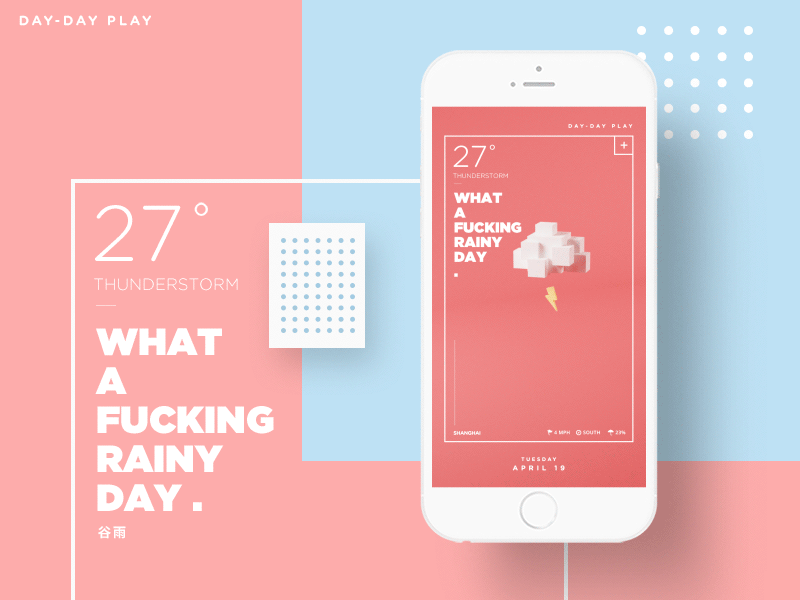 DAY-DAY PLAY
27°
THUNDERSTORM
WHAT
A
FUCKING
RAINY
DAY .
谷雨
DAY-DAY PLAY
+
27°
THUNDERSTORM
WHAT
A
FUCKING
RAINY
DAY
.
SHANGHAI 4 MPH SOUTH 23%
TUESDAY
APRIL 19